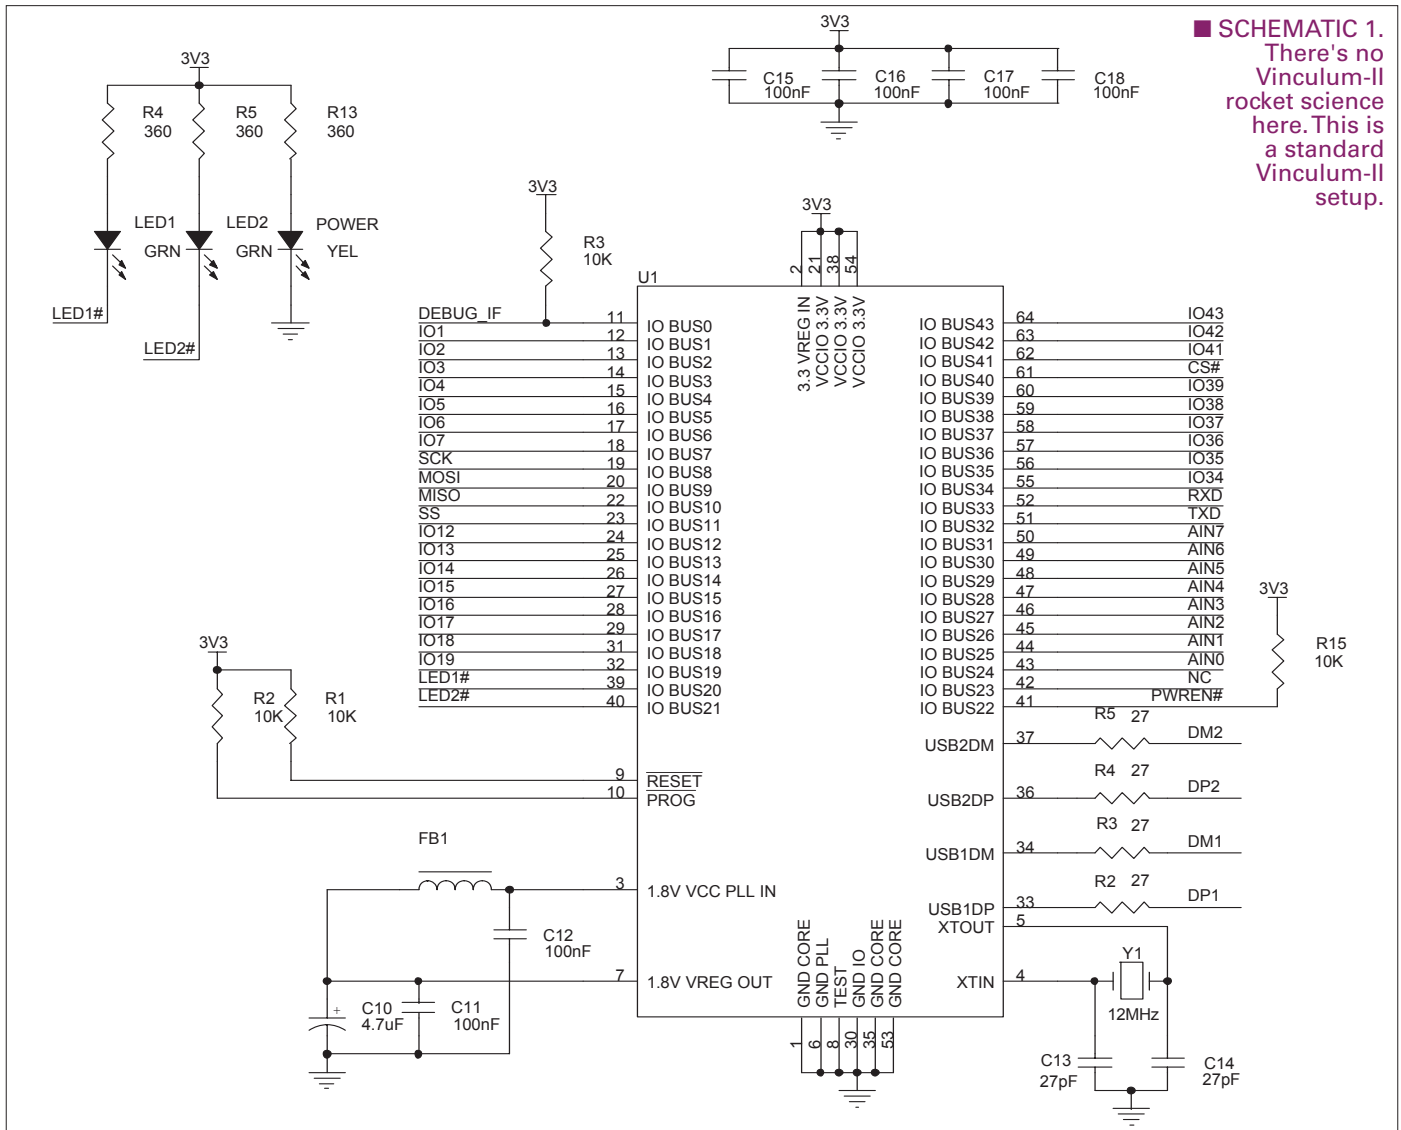 ■ SCHEMATIC 1.
There's no
Vinculum-II
rocket science
here. This is
a standard
Vinculum-II
setup.
3V3
C15
100nF
C16
100nF
C17
100nF
C18
100nF
3V3
R4
360
R5
360
R13
360
LED1
GRN
LED2
GRN
POWER
YEL
LED1#
LED2#
3V3
R3
10K
3V3
2
21
38
54
3.3 VREG IN
VCCIO 3.3V
VCCIO 3.3V
VCCIO 3.3V
U1
DEBUG_IF 11 IO BUS0
IO1 12 IO BUS1
IO2 13 IO BUS2
IO3 14 IO BUS3
IO4 15 IO BUS4
IO5 16 IO BUS5
IO6 17 IO BUS6
IO7 18 IO BUS7
SCK 19 IO BUS8
MOSI 20 IO BUS9
MISO 22 IO BUS10
SS 23 IO BUS11
IO12 24 IO BUS12
IO13 25 IO BUS13
IO14 26 IO BUS14
IO15 27 IO BUS15
IO16 28 IO BUS16
IO17 29 IO BUS17
IO18 31 IO BUS18
IO19 32 IO BUS19
LED1# 39 IO BUS20
LED2# 40 IO BUS21
IO BUS43 64 IO43
IO BUS42 63 IO42
IO BUS41 62 IO41
IO BUS40 61 CS#
IO BUS39 60 IO39
IO BUS38 59 IO38
IO BUS37 58 IO37
IO BUS36 57 IO36
IO BUS35 56 IO35
IO BUS34 55 IO34
IO BUS33 52 RXD
IO BUS32 51 TXD
IO BUS31 50 AIN7
IO BUS30 49 AIN6
IO BUS29 48 AIN5
IO BUS28 47 AIN4
IO BUS27 46 AIN3
IO BUS26 45 AIN2
IO BUS25 44 AIN1
IO BUS24 43 AIN0
IO BUS23 42 NC
IO BUS22 41 PWREN#
3V3
R15
10K
3V3
R2
10K
R1
10K
9 RESET
10 PROG
USB2DM 37 R5 27 DM2
USB2DP 36 R4 27 DP2
USB1DM 34 R3 27 DM1
USB1DP 33 R2 27 DP1
XTOUT 5
XTIN 4
Y1
12MHz
C13
27pF
C14
27pF
FB1
3 1.8V VCC PLL IN
C12
100nF
7 1.8V VREG OUT
+
C10
4.7uF
C11
100nF
GND CORE
GND PLL
TEST
GND IO
GND CORE
GND CORE
1
6
8
30
35
53